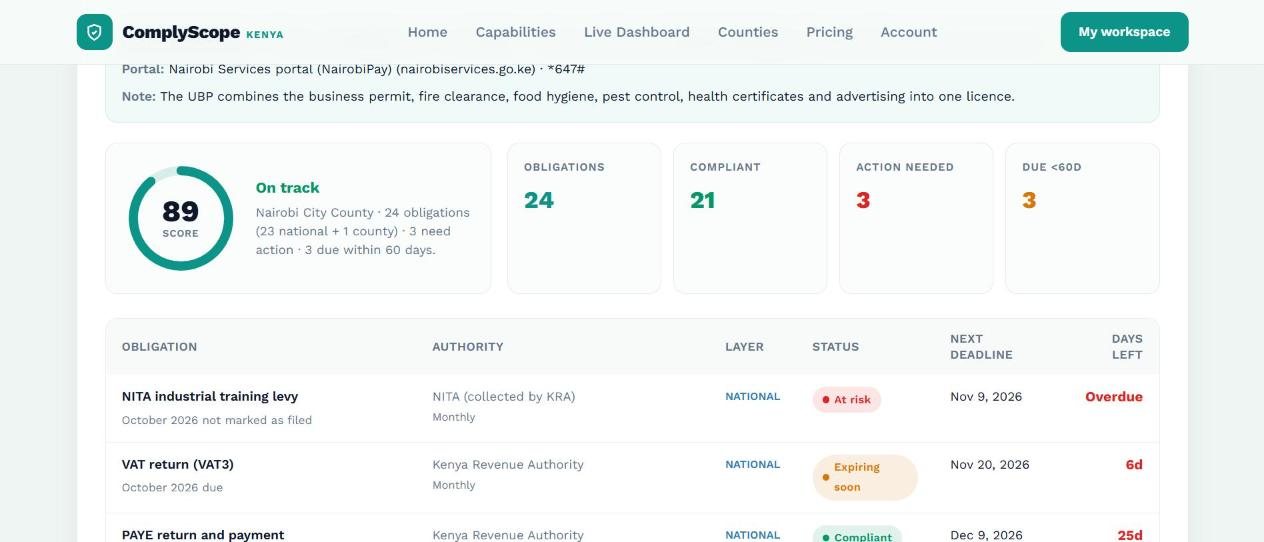 ComplyScope KENYA
Home Capabilities Live Dashboard Counties Pricing Account
My workspace
Portal: Nairobi Services portal (NairobiPay) (nairobiservices.go.ke) · *647#
Note: The UBP combines the business permit, fire clearance, food hygiene, pest control, health certificates and advertising into one licence.
89
SCORE
On track
Nairobi City County · 24 obligations
(23 national + 1 county) · 3 need
action · 3 due within 60 days.
OBLIGATIONS
24
COMPLIANT
21
ACTION NEEDED
3
DUE <60D
3
OBLIGATION AUTHORITY LAYER STATUS NEXT DEADLINE DAYS LEFT
NITA industrial training levy NITA (collected by KRA) NATIONAL At risk Nov 9, 2026 Overdue
October 2026 not marked as filed Monthly
VAT return (VAT3) Kenya Revenue Authority NATIONAL Expiring soon Nov 20, 2026 6d
October 2026 due Monthly
PAYE return and payment Kenya Revenue Authority NATIONAL Compliant Dec 9, 2026 25d